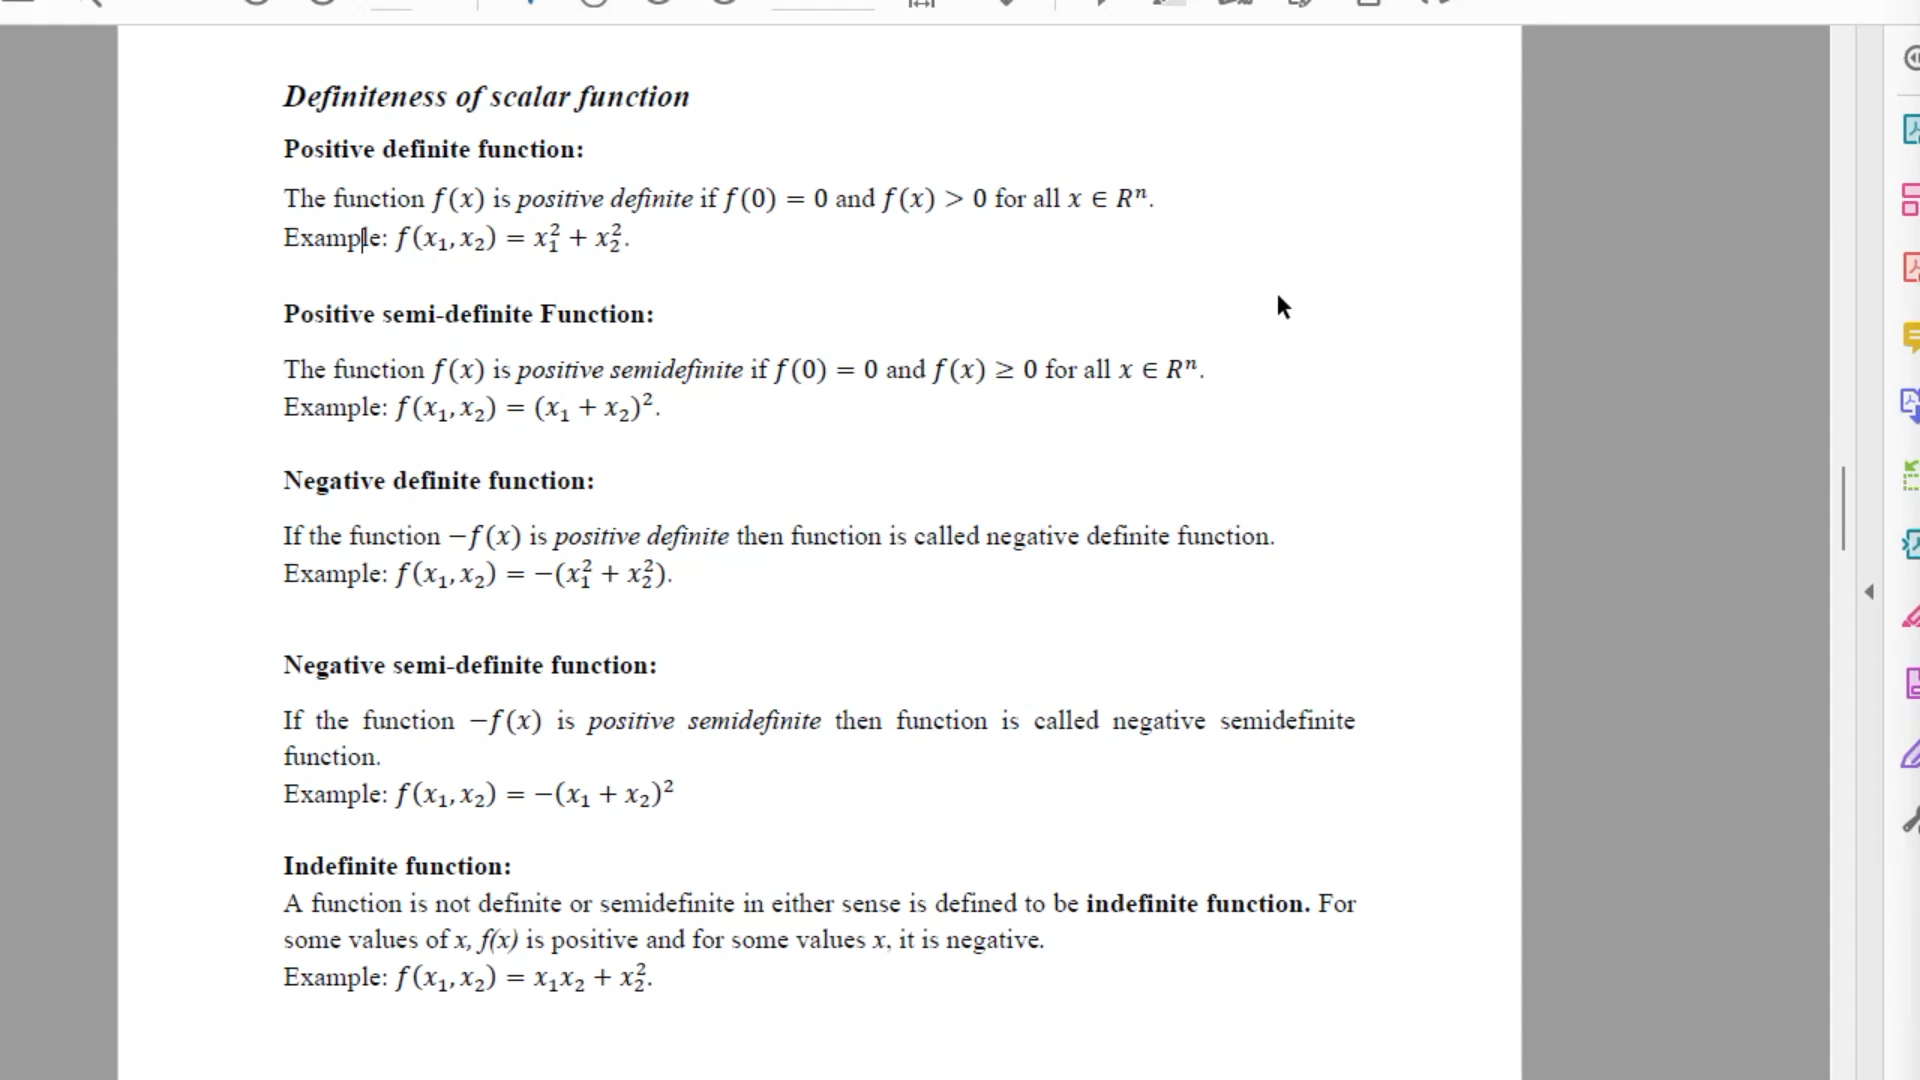 Definiteness of scalar function
Positive definite function:
The function f(x) is positive definite if f(0) = 0 and f(x) > 0 for all x ∈ Rⁿ.
Example: f(x₁, x₂) = x₁² + x₂².
Positive semi-definite Function:
The function f(x) is positive semidefinite if f(0) = 0 and f(x) ≥ 0 for all x ∈ Rⁿ.
Example: f(x₁, x₂) = (x₁ + x₂)².
Negative definite function:
If the function −f(x) is positive definite then function is called negative definite function.
Example: f(x₁, x₂) = −(x₁² + x₂²).
Negative semi-definite function:
If the function −f(x) is positive semidefinite then function is called negative semidefinite
function.
Example: f(x₁, x₂) = −(x₁ + x₂)²
Indefinite function:
A function is not definite or semidefinite in either sense is defined to be indefinite function. For
some values of x, f(x) is positive and for some values x, it is negative.
Example: f(x₁, x₂) = x₁x₂ + x₂².